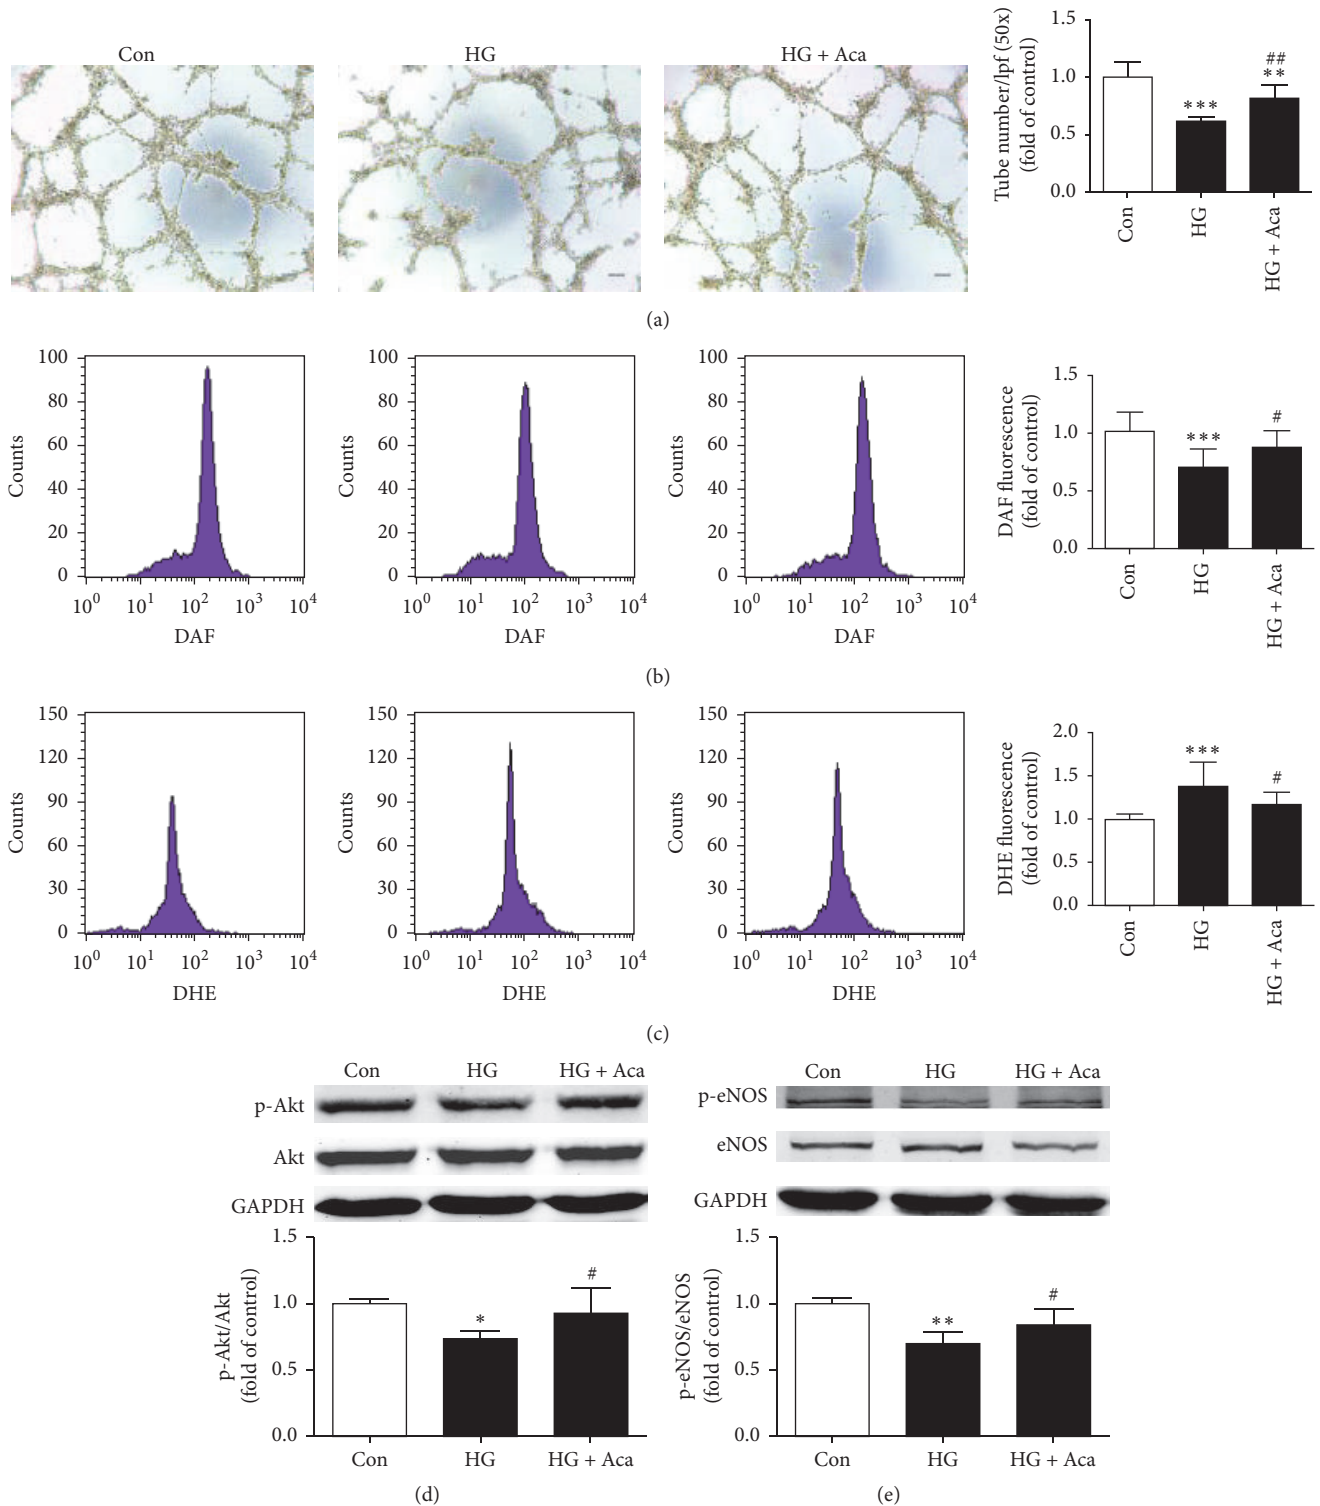 Con
HG
HG + Aca
Tube number/lpf (50x)
(fold of control)
1.5
1.0
0.5
0.0
***
##
**
Con
HG
HG + Aca
(a)
Counts
100
80
60
40
20
0
10^0 10^1 10^2 10^3 10^4
DAF
Counts
100
80
60
40
20
0
10^0 10^1 10^2 10^3 10^4
DAF
Counts
100
80
60
40
20
0
10^0 10^1 10^2 10^3 10^4
DAF
DAF fluorescence
(fold of control)
1.5
1.0
0.5
0.0
***
#
Con
HG
HG + Aca
(b)
Counts
150
120
90
60
30
0
10^0 10^1 10^2 10^3 10^4
DHE
Counts
150
120
90
60
30
0
10^0 10^1 10^2 10^3 10^4
DHE
Counts
150
120
90
60
30
0
10^0 10^1 10^2 10^3 10^4
DHE
DHE fluorescence
(fold of control)
2.0
1.5
1.0
0.5
0.0
***
#
Con
HG
HG + Aca
(c)
Con HG HG + Aca
p-Akt
Akt
GAPDH
p-Akt/Akt
(fold of control)
1.5
1.0
0.5
0.0
*
#
Con HG HG + Aca
(d)
Con HG HG + Aca
p-eNOS
eNOS
GAPDH
p-eNOS/eNOS
(fold of control)
1.5
1.0
0.5
0.0
**
#
Con HG HG + Aca
(e)